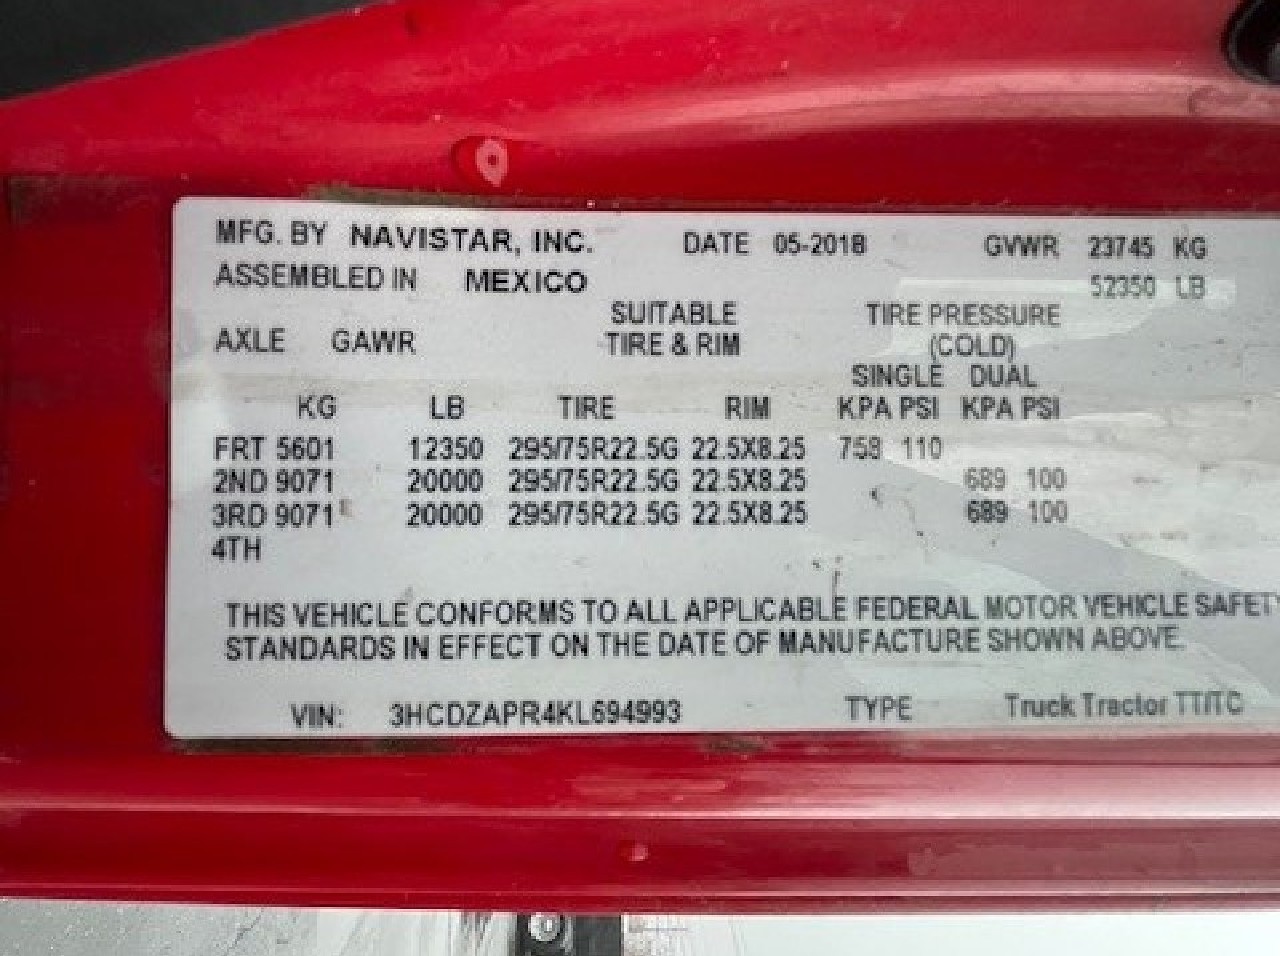 MFG. BY NAVISTAR, INC. DATE 05-2018 GVWR 23745 KG
ASSEMBLED IN MEXICO 52350 LB
SUITABLE TIRE PRESSURE
AXLE GAWR TIRE & RIM (COLD)
SINGLE DUAL
KG LB TIRE RIM KPA PSI KPA PSI
FRT 5601 12350 295/75R22.5G 22.5X8.25 758 110
2ND 9071 20000 295/75R22.5G 22.5X8.25 689 100
3RD 9071 20000 295/75R22.5G 22.5X8.25 689 100
4TH
THIS VEHICLE CONFORMS TO ALL APPLICABLE FEDERAL MOTOR VEHICLE SAFETY
STANDARDS IN EFFECT ON THE DATE OF MANUFACTURE SHOWN ABOVE.
VIN: 3HCDZAPR4KL694993 TYPE Truck Tractor TT/TC